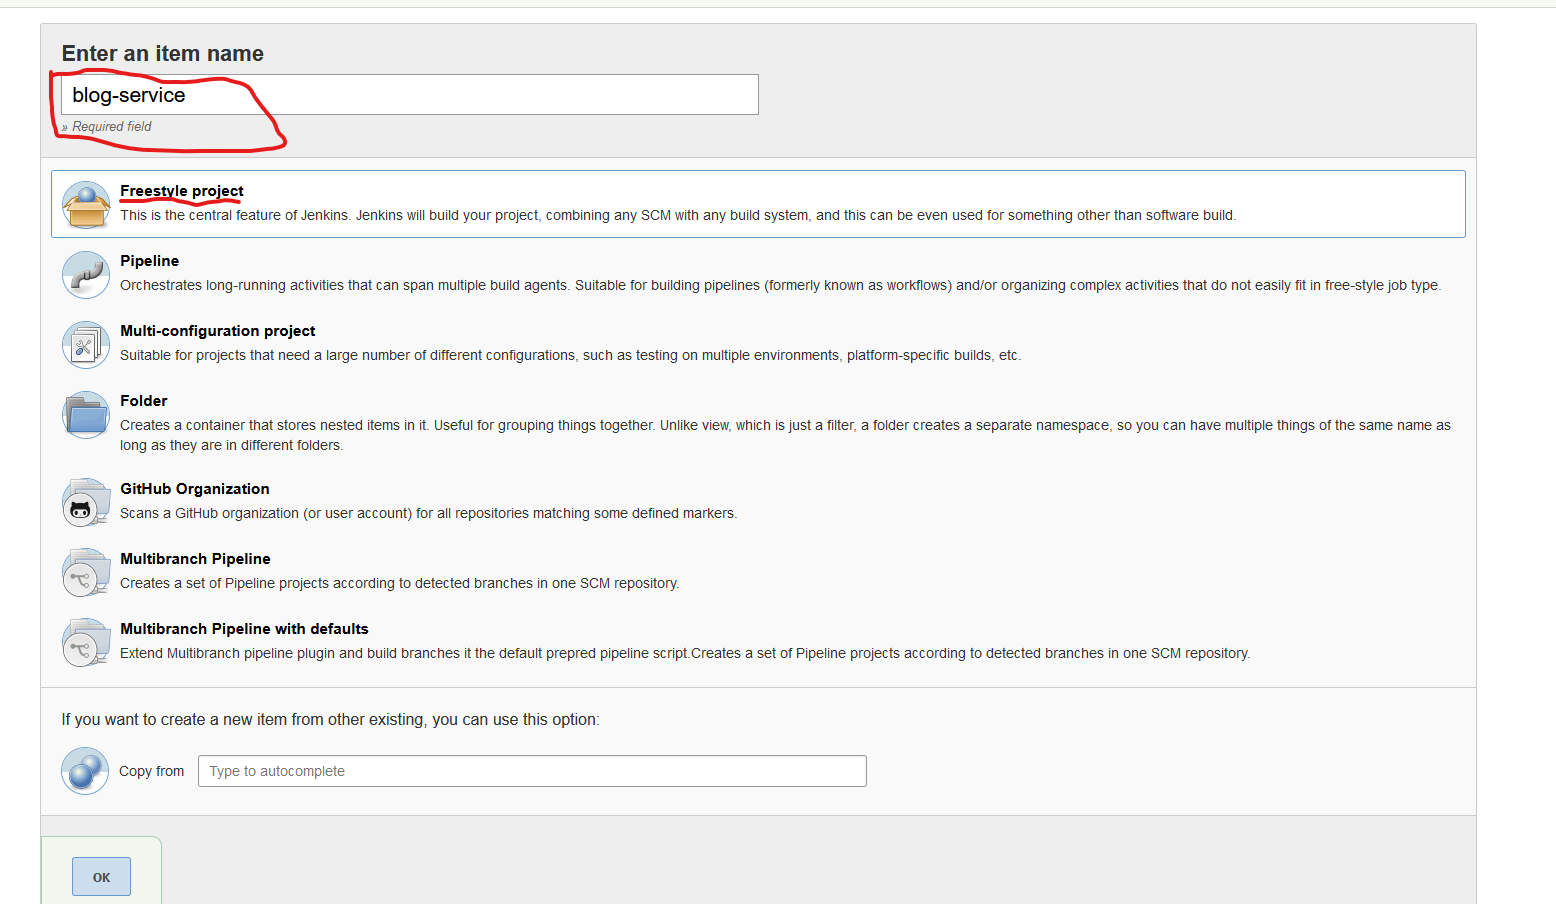 Enter an item name
blog-service
» Required field
Freestyle project
This is the central feature of Jenkins. Jenkins will build your project, combining any SCM with any build system, and this can be even used for something other than software build.
Pipeline
Orchestrates long-running activities that can span multiple build agents. Suitable for building pipelines (formerly known as workflows) and/or organizing complex activities that do not easily fit in free-style job type.
Multi-configuration project
Suitable for projects that need a large number of different configurations, such as testing on multiple environments, platform-specific builds, etc.
Folder
Creates a container that stores nested items in it. Useful for grouping things together. Unlike view, which is just a filter, a folder creates a separate namespace, so you can have multiple things of the same name as
long as they are in different folders.
GitHub Organization
Scans a GitHub organization (or user account) for all repositories matching some defined markers.
Multibranch Pipeline
Creates a set of Pipeline projects according to detected branches in one SCM repository.
Multibranch Pipeline with defaults
Extend Multibranch pipeline plugin and build branches it the default prepred pipeline script.Creates a set of Pipeline projects according to detected branches in one SCM repository.
If you want to create a new item from other existing, you can use this option:
Copy from Type to autocomplete
OK